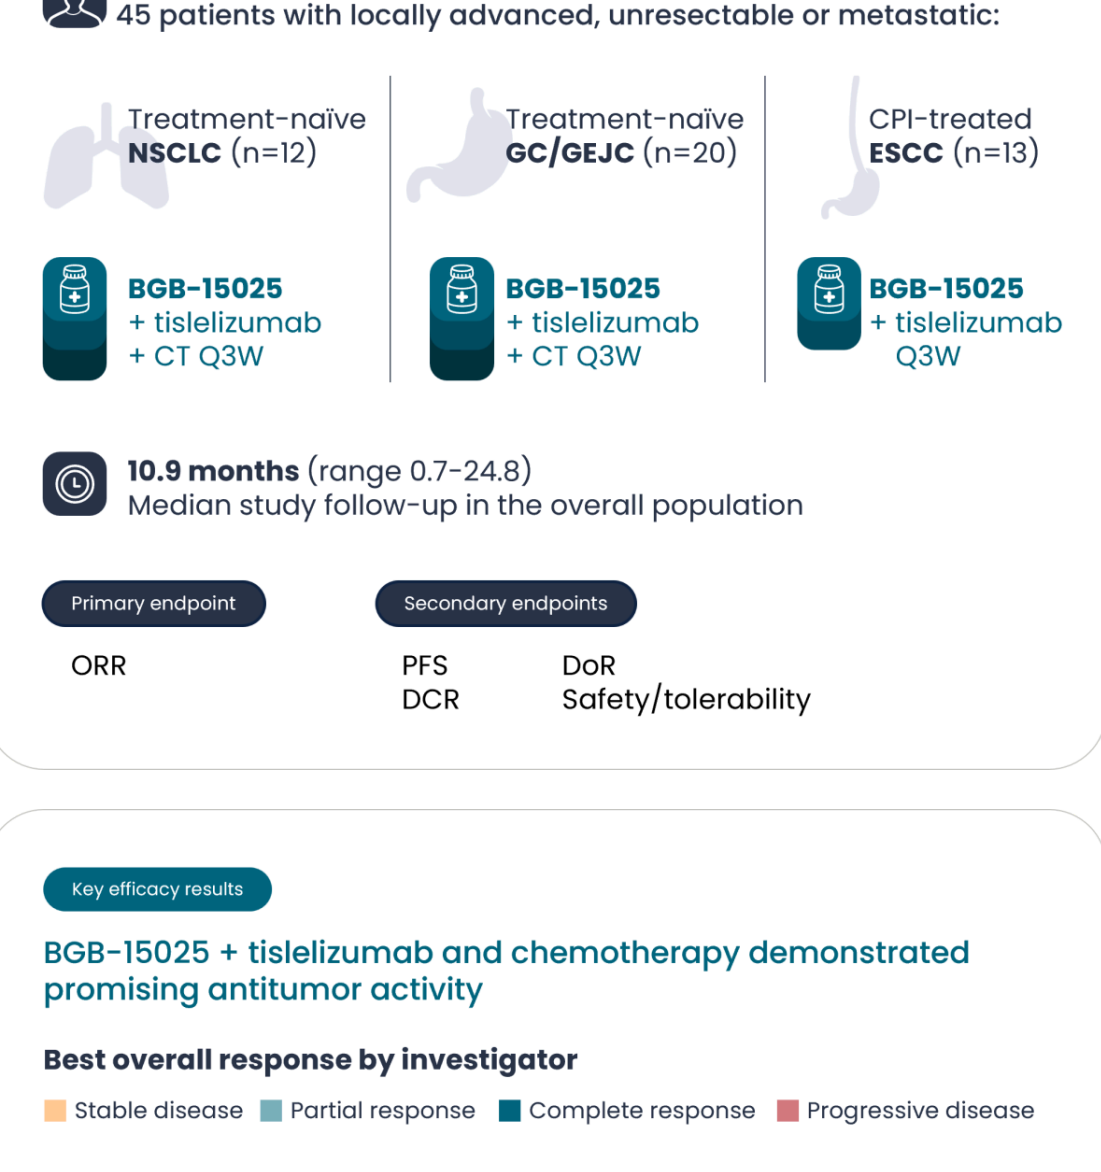 45 patients with locally advanced, unresectable or metastatic:
Treatment-naïve
NSCLC (n=12)
Treatment-naïve
GC/GEJC (n=20)
CPI-treated
ESCC (n=13)
BGB-15025
+ tislelizumab
+ CT Q3W
BGB-15025
+ tislelizumab
+ CT Q3W
BGB-15025
+ tislelizumab
Q3W
10.9 months (range 0.7-24.8)
Median study follow-up in the overall population
Primary endpoint
ORR
Secondary endpoints
PFS
DCR
DoR
Safety/tolerability
Key efficacy results
BGB-15025 + tislelizumab and chemotherapy demonstrated
promising antitumor activity
Best overall response by investigator
Stable disease
Partial response
Complete response
Progressive disease